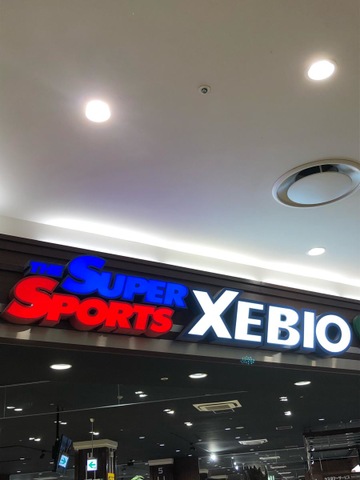 THE SUPER
SPORTS XEBIO
S